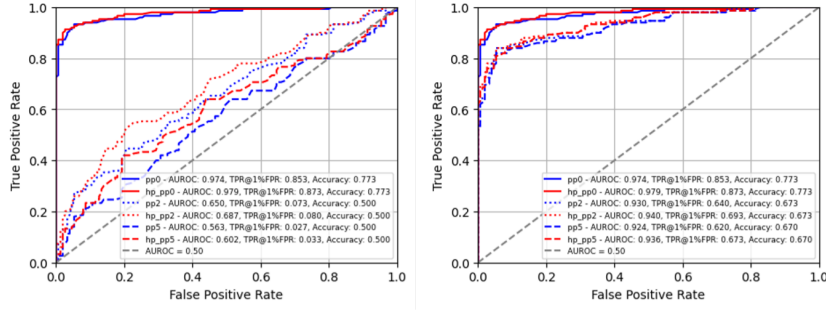 1.0
0.8
0.6
0.4
0.2
0.0
True Positive Rate
pp0 - AUROC: 0.974, TPR@1%FPR: 0.853, Accuracy: 0.773
hp_pp0 - AUROC: 0.979, TPR@1%FPR: 0.873, Accuracy: 0.773
pp2 - AUROC: 0.650, TPR@1%FPR: 0.073, Accuracy: 0.500
hp_pp2 - AUROC: 0.687, TPR@1%FPR: 0.080, Accuracy: 0.500
pp5 - AUROC: 0.563, TPR@1%FPR: 0.027, Accuracy: 0.500
hp_pp5 - AUROC: 0.602, TPR@1%FPR: 0.033, Accuracy: 0.500
AUROC = 0.50
0.0 0.2 0.4 0.6 0.8 1.0
False Positive Rate
1.0
0.8
0.6
0.4
0.2
0.0
True Positive Rate
pp0 - AUROC: 0.974, TPR@1%FPR: 0.853, Accuracy: 0.773
hp_pp0 - AUROC: 0.979, TPR@1%FPR: 0.873, Accuracy: 0.773
pp2 - AUROC: 0.930, TPR@1%FPR: 0.640, Accuracy: 0.673
hp_pp2 - AUROC: 0.940, TPR@1%FPR: 0.693, Accuracy: 0.673
pp5 - AUROC: 0.924, TPR@1%FPR: 0.620, Accuracy: 0.670
hp_pp5 - AUROC: 0.936, TPR@1%FPR: 0.673, Accuracy: 0.670
AUROC = 0.50
0.0 0.2 0.4 0.6 0.8 1.0
False Positive Rate